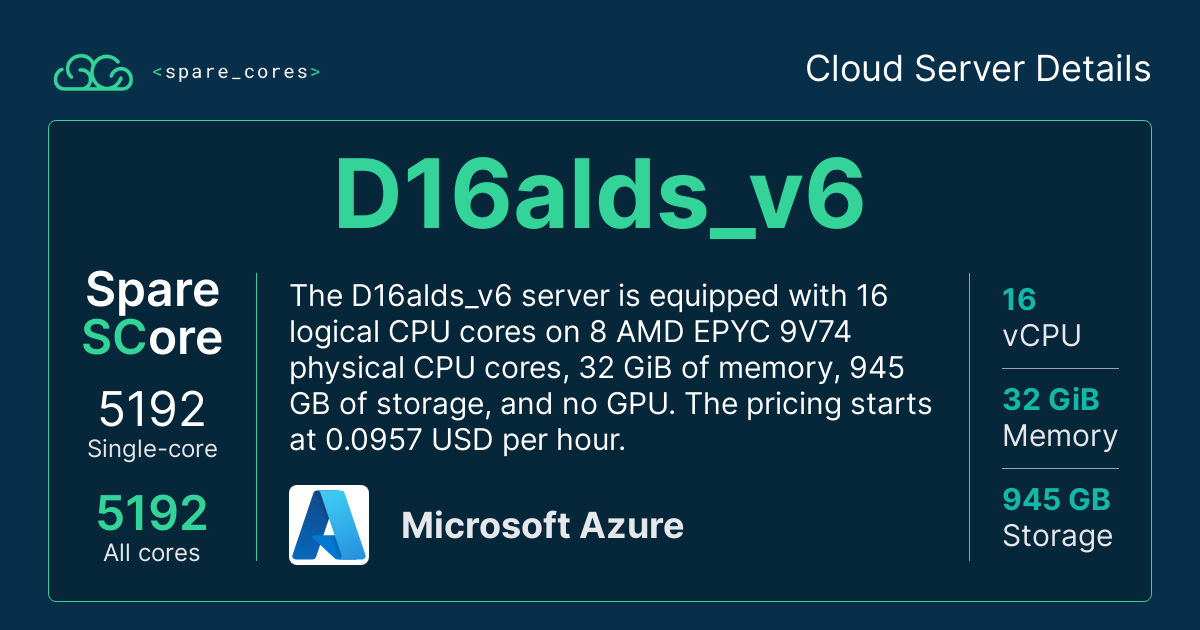 <spare_cores>
Cloud Server Details
D16alds_v6
Spare
SCore
5192
Single-core
5192
All cores
The D16alds_v6 server is equipped with 16
logical CPU cores on 8 AMD EPYC 9V74
physical CPU cores, 32 GiB of memory, 945
GB of storage, and no GPU. The pricing starts
at 0.0957 USD per hour.
Microsoft Azure
16
vCPU
32 GiB
Memory
945 GB
Storage